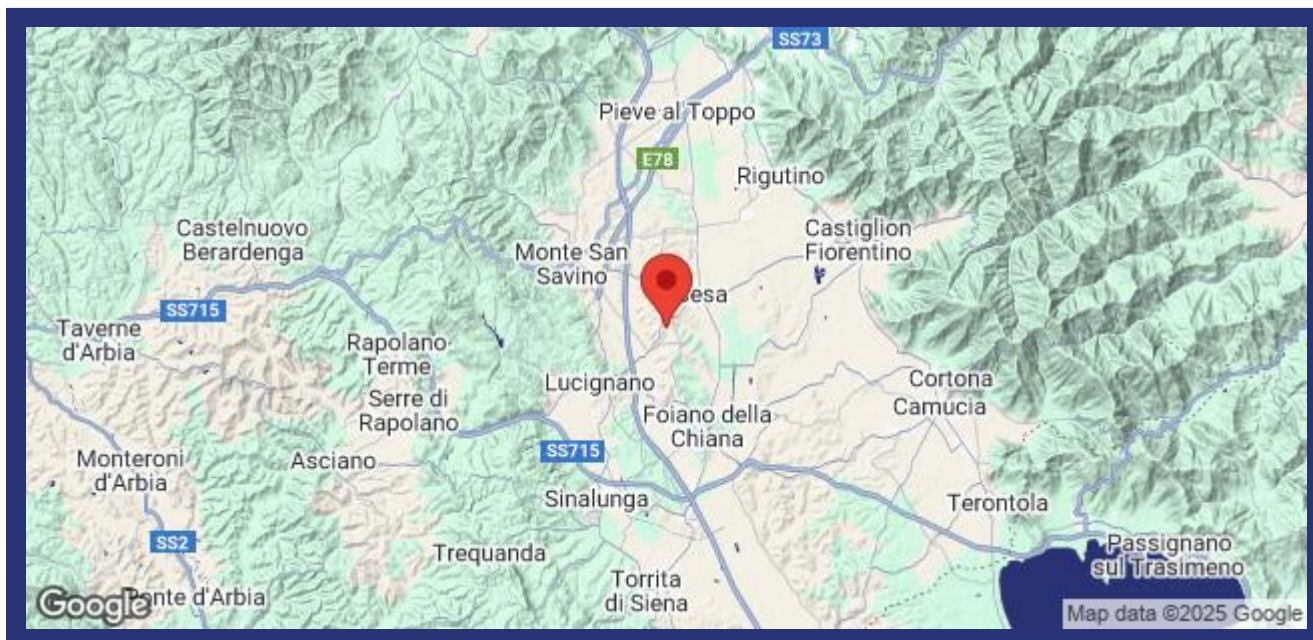 SS73
Pieve al Toppo
E78
Rigutino
Castelnuovo
Berardenga
Castiglion
Fiorentino
Monte San
Savino
SS715
Taverne
d'Arbia
Rapolano
Terme
Lucignano
Serre di
Rapolano
Cortona
Camucia
Foiano della
Chiana
SS715
Monteroni
d'Arbia
Asciano
Sinalunga
Terontola
SS2
Trequanda
Passignano
sul Trasimeno
Torrita
di Siena
Google
d'Arbia
Map data ©2025 Google